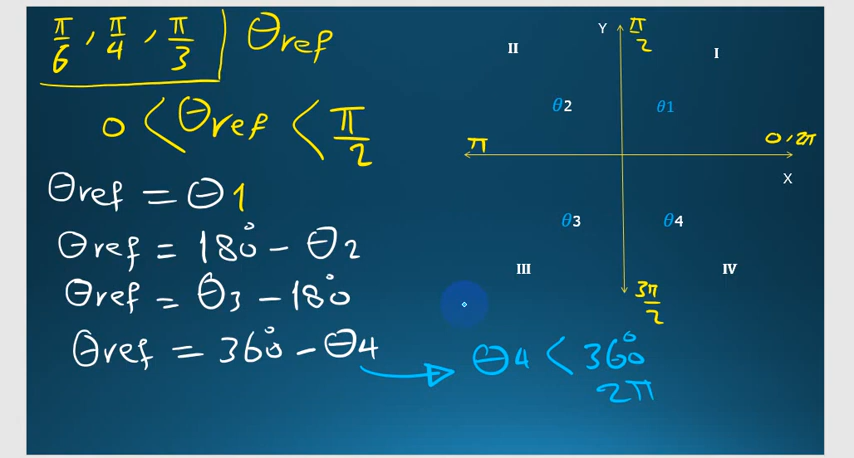 π/6, π/4, π/3 | θref
0 < θref < π/2
θref = θ1
θref = 180° - θ2
θref = θ3 - 180°
θref = 360° - θ4
θ4 < 360°
2π
Y π/2
II I
θ2 θ1
π 0,2π
X
θ3 θ4
III IV
3π/2